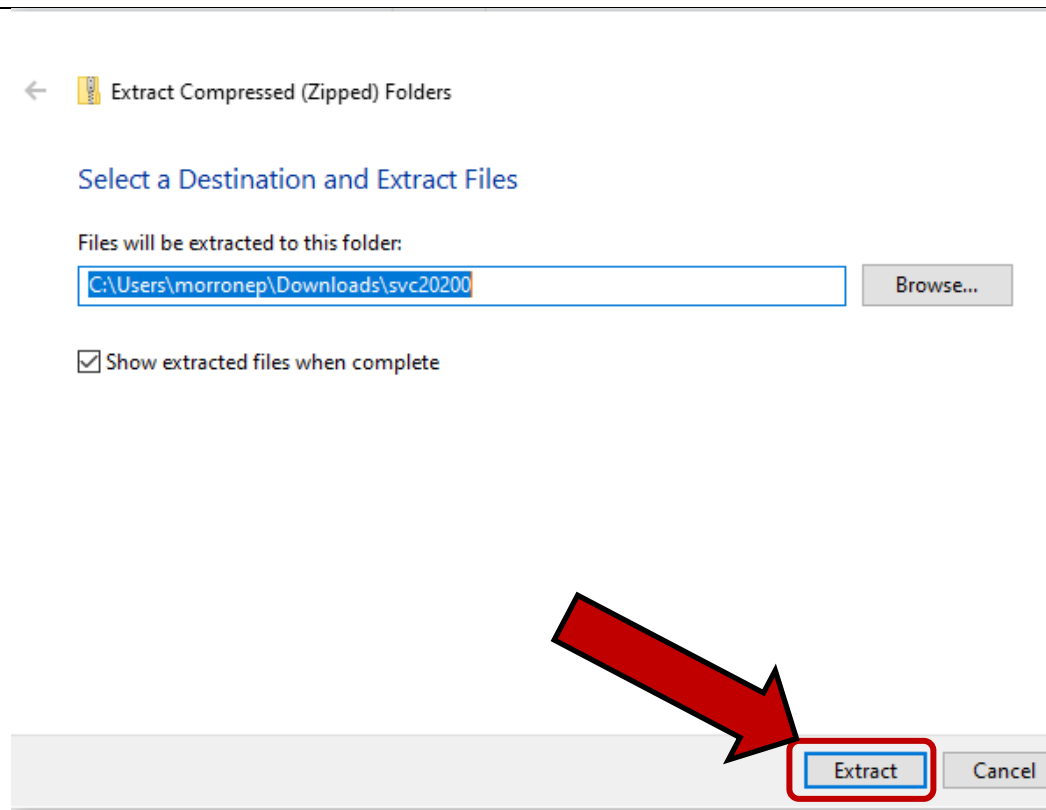 Extract Compressed (Zipped) Folders
Select a Destination and Extract Files
Files will be extracted to this folder:
C:\Users\morronep\Downloads\svc20200
Browse...
Show extracted files when complete
Extract
Cancel